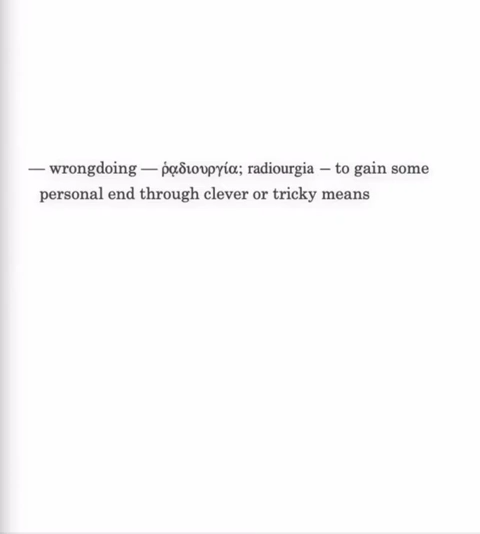 — wrongdoing — ῥᾳδιουργία; radiourgia – to gain some
personal end through clever or tricky means